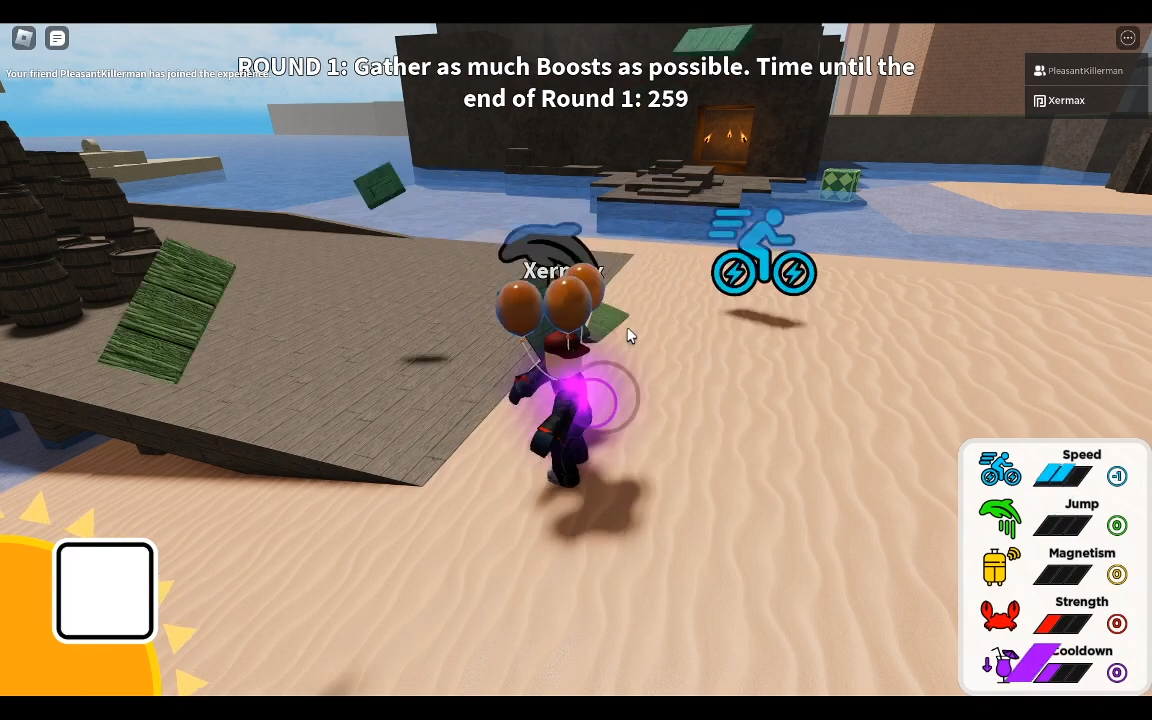 Your friend PleasantKillerman has joined the experience.
ROUND 1: Gather as much Boosts as possible. Time until the
end of Round 1: 259
PleasantKillerman
Xermax
Xermax
Speed
-1
Jump
0
Magnetism
0
Strength
0
Cooldown
0